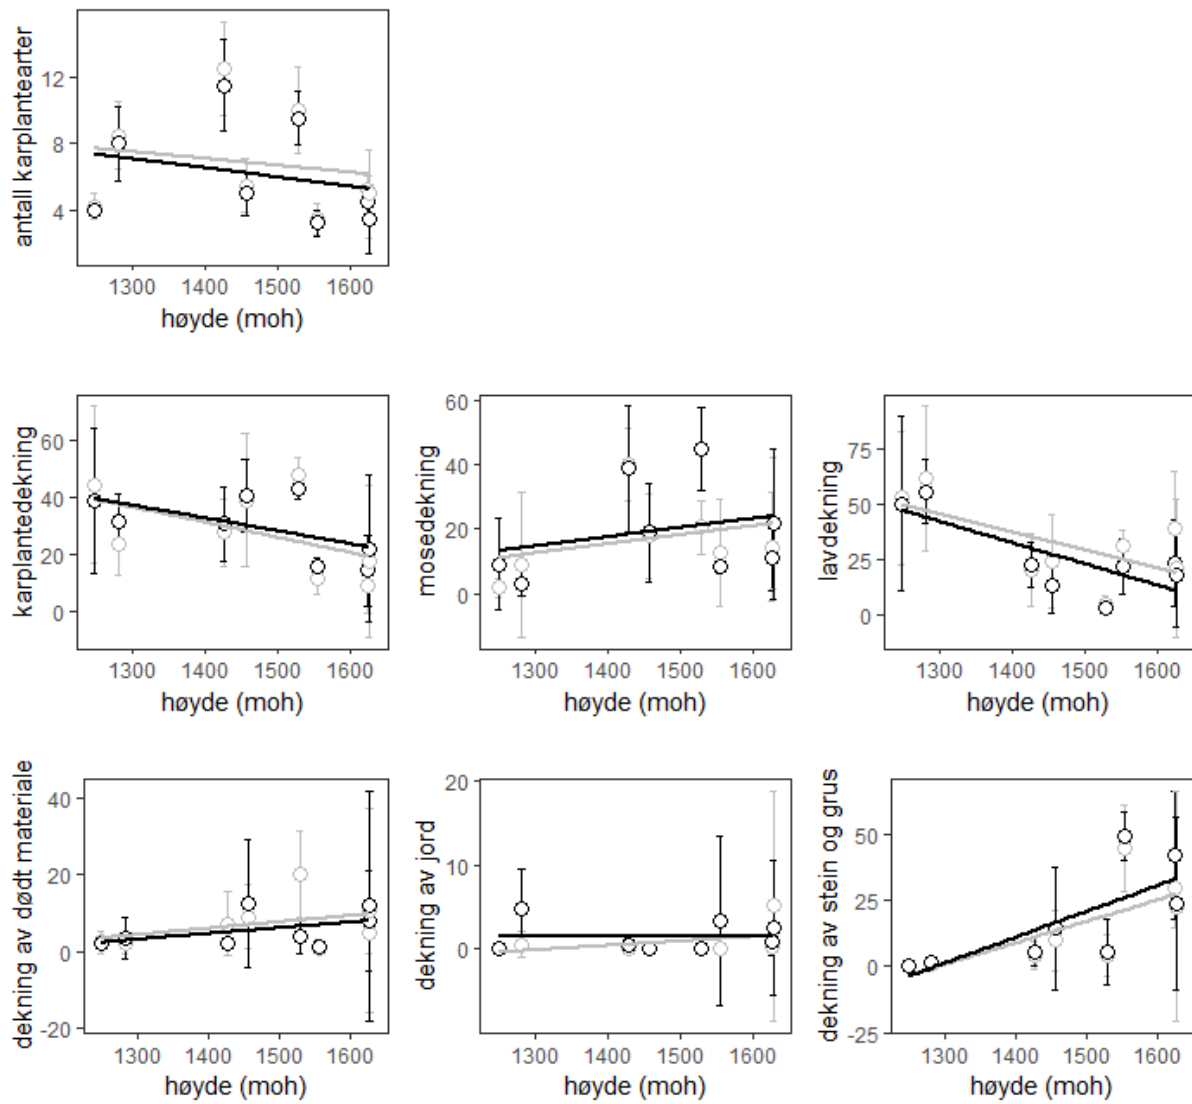 antall karplantearter
12
8
4
1300 1400 1500 1600
høyde (moh)
karplantedekning
60
40
20
0
1300 1400 1500 1600
høyde (moh)
mosedekning
60
40
20
0
1300 1400 1500 1600
høyde (moh)
lavdekning
75
50
25
0
1300 1400 1500 1600
høyde (moh)
dekning av dødt materiale
40
20
0
-20
1300 1400 1500 1600
høyde (moh)
dekning av jord
20
10
0
1300 1400 1500 1600
høyde (moh)
dekning av stein og grus
50
25
0
-25
1300 1400 1500 1600
høyde (moh)